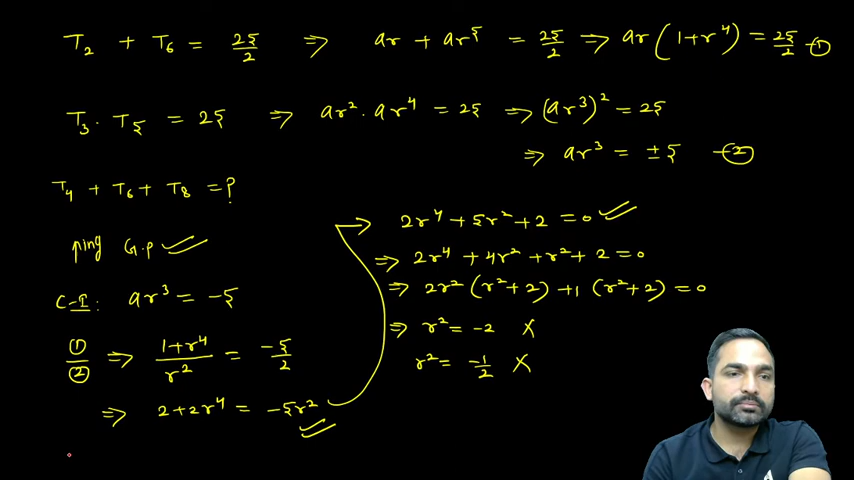 T₂ + T₆ = 25/2 ⇒ ar + ar⁵ = 25/2 ⇒ ar(1+r⁴) = 25/2 –①
T₃ · T₅ = 25 ⇒ ar² · ar⁴ = 25 ⇒ (ar³)² = 25
⇒ ar³ = ±5 –②
T₄ + T₆ + T₈ = ?
ping G.P ✓
C-I: ar³ = -5
①/② ⇒ (1+r⁴)/r² = -5/2
⇒ 2+2r⁴ = -5r²
→ 2r⁴ + 5r² + 2 = 0 ✓
⇒ 2r⁴ + 4r² + r² + 2 = 0
⇒ 2r² (r²+2) + 1 (r²+2) = 0
⇒ r² = -2 X
r² = -1/2 X